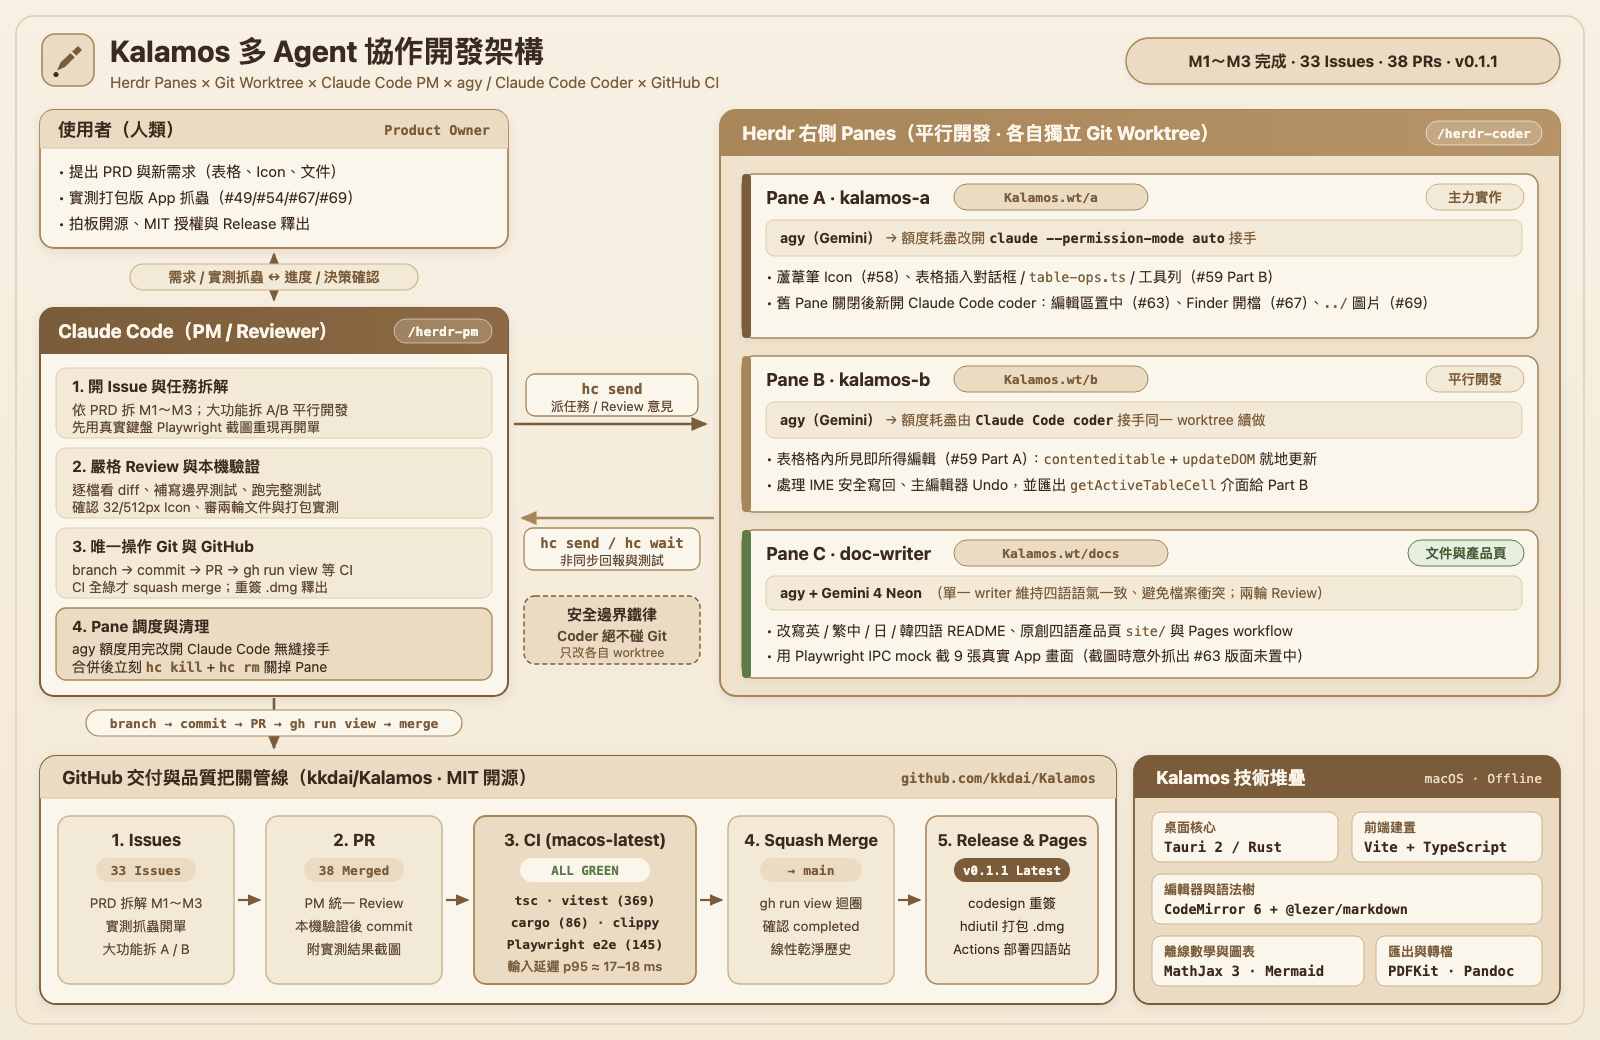 Kalamos 多 Agent 協作開發架構
Herdr Panes × Git Worktree × Claude Code PM × agy / Claude Code Coder × GitHub CI
M1～M3 完成 · 33 Issues · 38 PRs · v0.1.1
使用者（人類）
Product Owner
• 提出 PRD 與新需求（表格、Icon、文件）
• 實測打包版 App 抓蟲（#49/#54/#67/#69）
• 拍板開源、MIT 授權與 Release 釋出
需求 / 實測抓蟲 ↔ 進度 / 決策確認
Claude Code（PM / Reviewer）
/herdr-pm
1. 開 Issue 與任務拆解
依 PRD 拆 M1～M3；大功能拆 A/B 平行開發
先用真實鍵盤 Playwright 截圖重現再開單
2. 嚴格 Review 與本機驗證
逐檔看 diff、補寫邊界測試、跑完整測試
確認 32/512px Icon、審兩輪文件與打包實測
3. 唯一操作 Git 與 GitHub
branch → commit → PR → gh run view 等 CI
CI 全綠才 squash merge；重簽 .dmg 釋出
4. Pane 調度與清理
agy 額度用完改開 Claude Code 無縫接手
合併後立刻 hc kill + hc rm 關掉 Pane
hc send
派任務 / Review 意見
hc send / hc wait
非同步回報與測試
安全邊界鐵律
Coder 絕不碰 Git
只改各自 worktree
Herdr 右側 Panes（平行開發 · 各自獨立 Git Worktree）
/herdr-coder
Pane A · kalamos-a
Kalamos.wt/a
主力實作
agy（Gemini） → 額度耗盡改開 claude --permission-mode auto 接手
• 蘆葦筆 Icon（#58）、表格插入對話框 / table-ops.ts / 工具列（#59 Part B）
• 舊 Pane 關閉後新開 Claude Code coder：編輯區置中（#63）、Finder 開檔（#67）、../ 圖片（#69）
Pane B · kalamos-b
Kalamos.wt/b
平行開發
agy（Gemini） → 額度耗盡由 Claude Code coder 接手同一 worktree 續做
• 表格格內所見即所得編輯（#59 Part A）：contenteditable + updateDOM 就地更新
• 處理 IME 安全寫回、主編輯器 Undo，並匯出 getActiveTableCell 介面給 Part B
Pane C · doc-writer
Kalamos.wt/docs
文件與產品頁
agy + Gemini 4 Neon （單一 writer 維持四語語氣一致、避免檔案衝突；兩輪 Review）
• 改寫英 / 繁中 / 日 / 韓四語 README、原創四語產品頁 site/ 與 Pages workflow
• 用 Playwright IPC mock 截 9 張真實 App 畫面（截圖時意外抓出 #63 版面未置中）
branch → commit → PR → gh run view → merge
GitHub 交付與品質把關管線（kkdai/Kalamos · MIT 開源）
github.com/kkdai/Kalamos
1. Issues
33 Issues
PRD 拆解 M1～M3
實測抓蟲開單
大功能拆 A / B
2. PR
38 Merged
PM 統一 Review
本機驗證後 commit
附實測結果截圖
3. CI (macos-latest)
ALL GREEN
tsc · vitest (369)
cargo (86) · clippy
Playwright e2e (145)
輸入延遲 p95 ≈ 17–18 ms
4. Squash Merge
→ main
gh run view 迴圈
確認 completed
線性乾淨歷史
5. Release & Pages
v0.1.1 Latest
codesign 重簽
hdiutil 打包 .dmg
Actions 部署四語站
Kalamos 技術堆疊
macOS · Offline
桌面核心
Tauri 2 / Rust
前端建置
Vite + TypeScript
編輯器與語法樹
CodeMirror 6 + @lezer/markdown
離線數學與圖表
MathJax 3 · Mermaid
匯出與轉檔
PDFKit · Pandoc